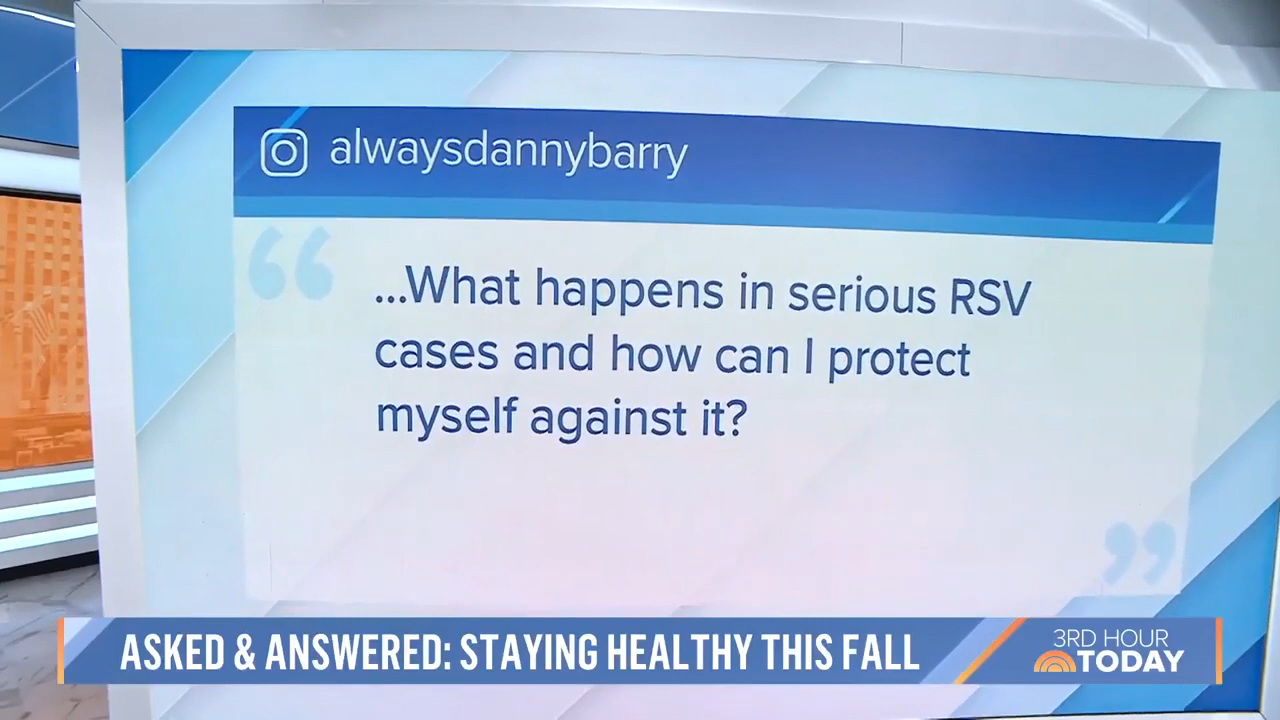 alwaysdannybarry
“
...What happens in serious RSV
cases and how can I protect
myself against it?
”
ASKED & ANSWERED: STAYING HEALTHY THIS FALL
3RD HOUR
TODAY